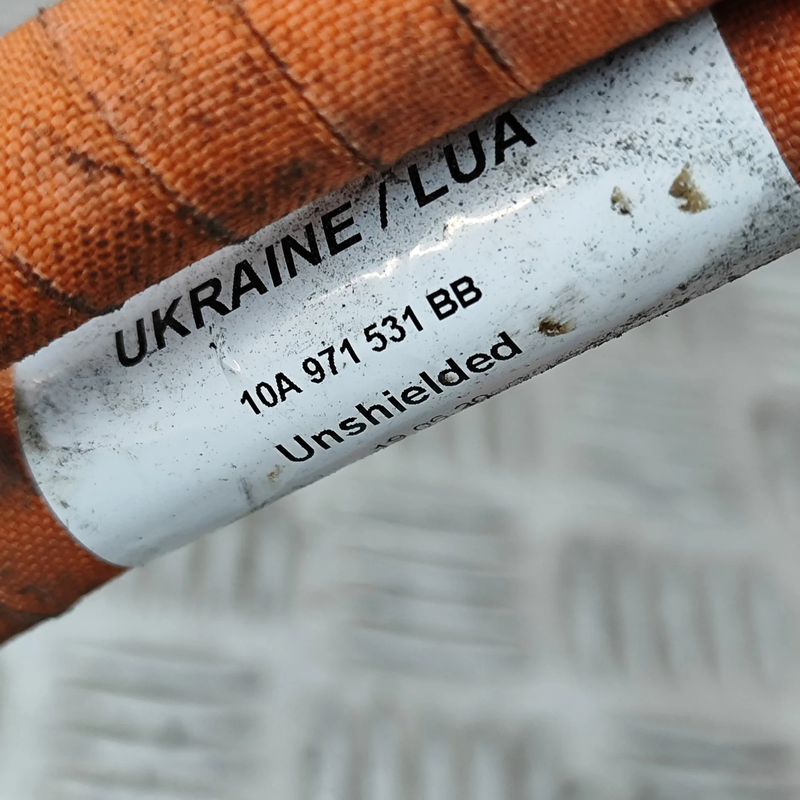 UKRAINE / LUA
10A 971 531 BB
Unshielded